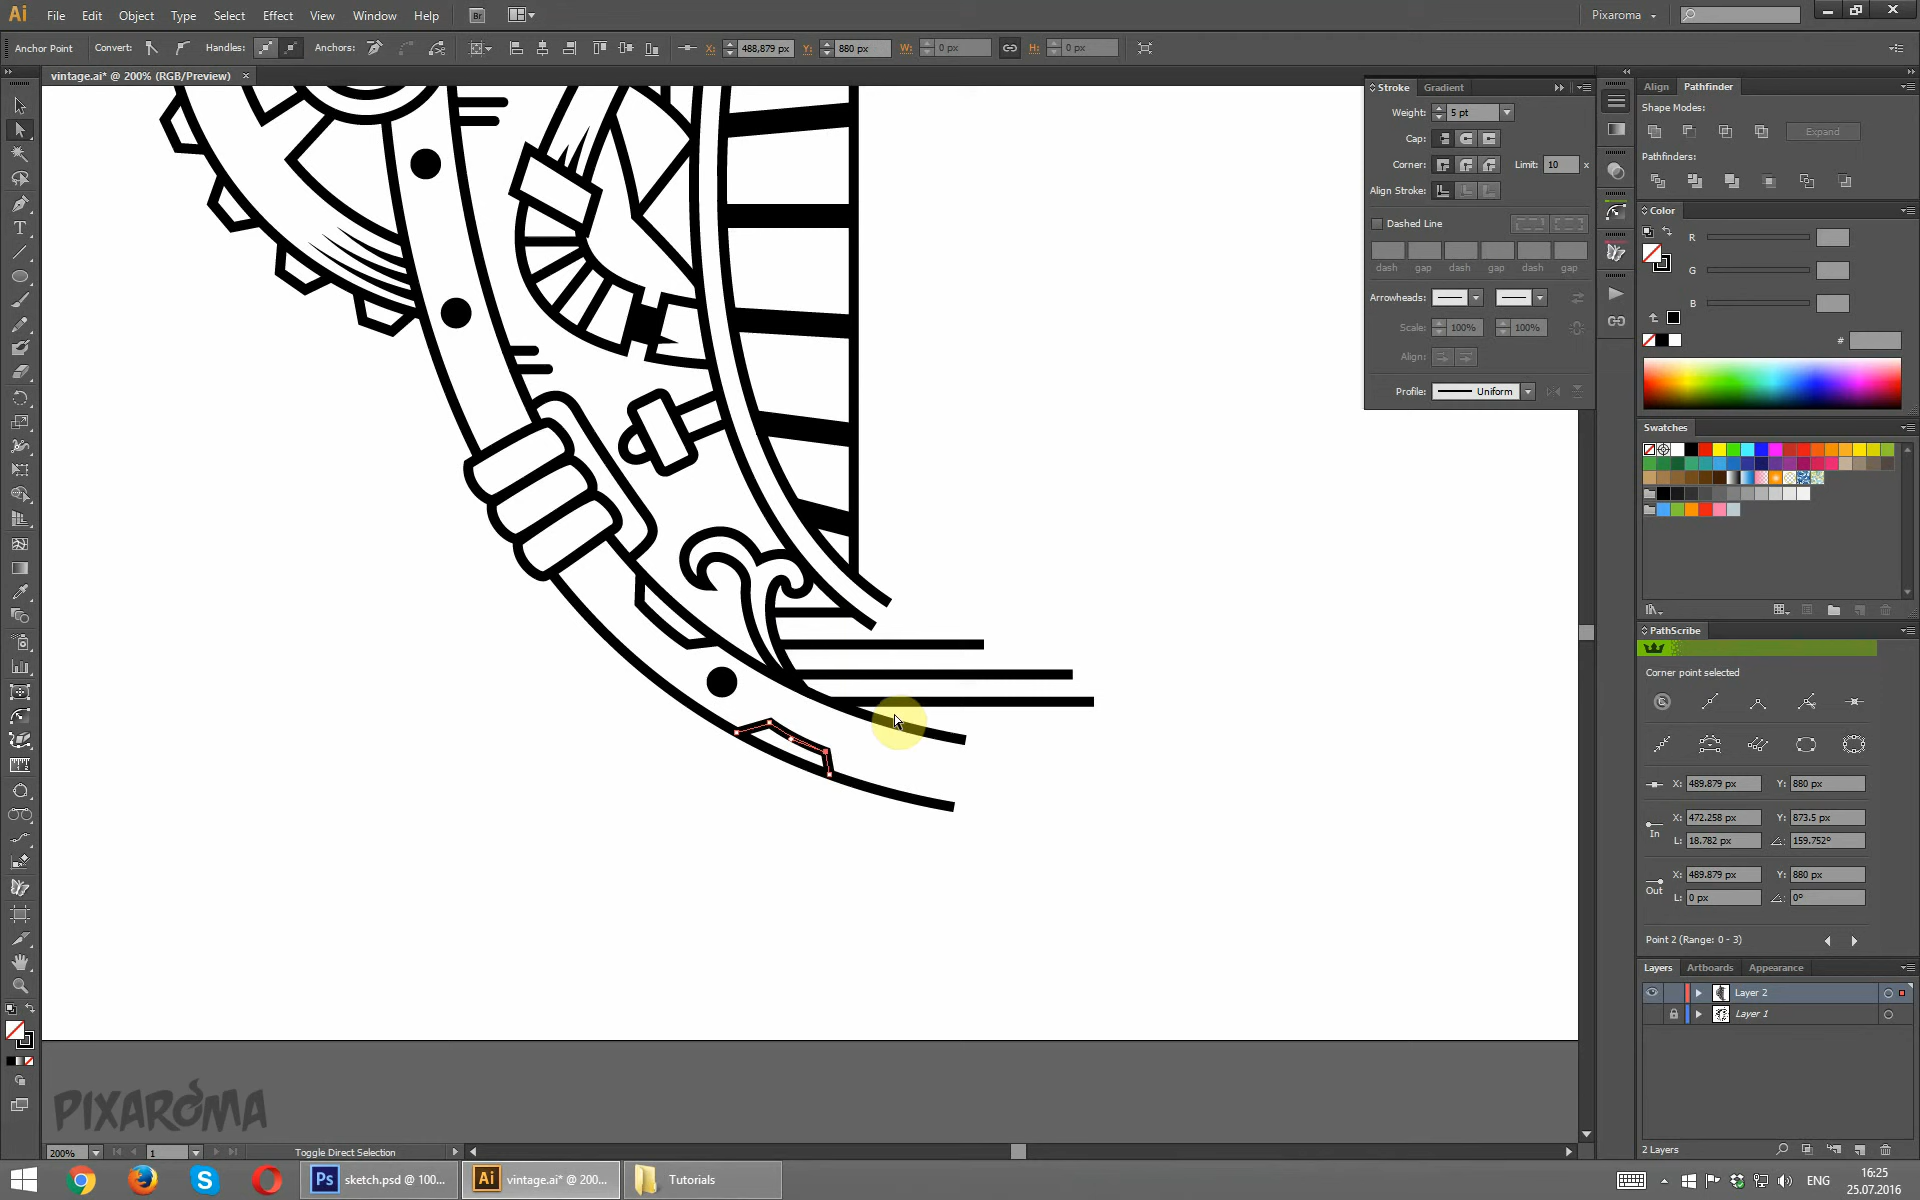 Ai File Edit Object Type Select Effect View Window Help Br Pixaroma
Anchor Point Convert: Handles: Anchors: X: 488,879 px Y: 880 px W: 0 px H: 0 px
vintage.ai* @ 200% (RGB/Preview)
Stroke Gradient
Weight: 5 pt
Cap:
Corner: Limit: 10 x
Align Stroke:
Dashed Line
dash gap dash gap dash gap
Arrowheads:
Scale: 100% 100%
Align:
Profile: Uniform
Align Pathfinder
Shape Modes:
Expand
Pathfinders:
Color
R
G
B
#
Swatches
PathScribe
Corner point selected
X: 489.879 px Y: 880 px
X: 472.258 px Y: 873.5 px
In
L: 18.782 px 159.752°
X: 489.879 px Y: 880 px
Out
L: 0 px 0°
Point 2 (Range: 0 - 3)
Layers Artboards Appearance
Layer 2
Layer 1
2 Layers
PIXAROMA
200% 1 Toggle Direct Selection
Ps sketch.psd @ 100... Ai vintage.ai* @ 200... Tutorials
ENG
16:25
25.07.2016